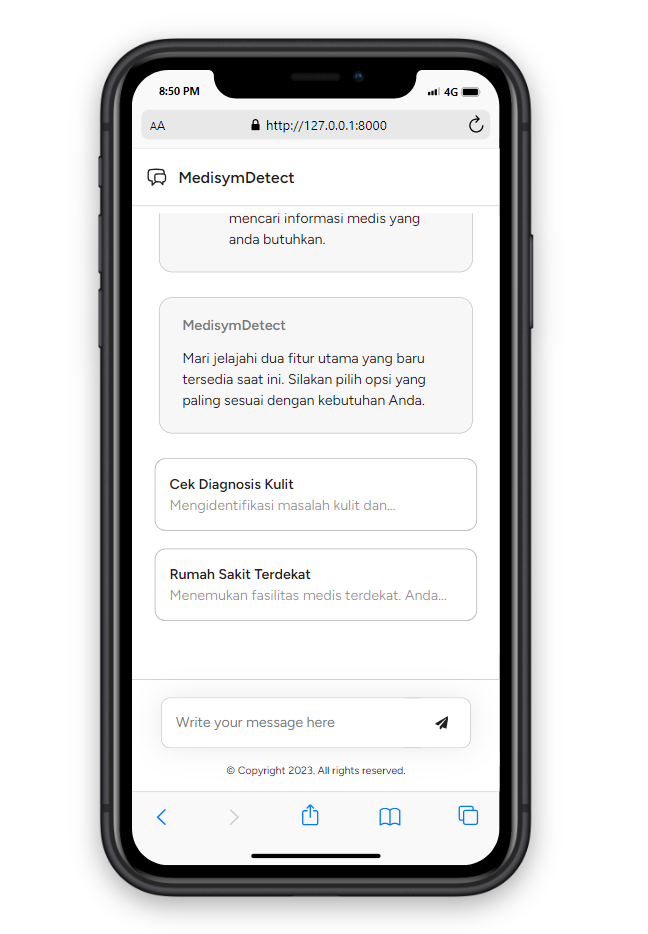 8:50 PM
4G
AA
http://127.0.0.1:8000
MedisymDetect
mencari informasi medis yang
anda butuhkan.
MedisymDetect
Mari jelajahi dua fitur utama yang baru
tersedia saat ini. Silakan pilih opsi yang
paling sesuai dengan kebutuhan Anda.
Cek Diagnosis Kulit
Mengidentifikasi masalah kulit dan...
Rumah Sakit Terdekat
Menemukan fasilitas medis terdekat. Anda...
Write your message here
© Copyright 2023. All rights reserved.